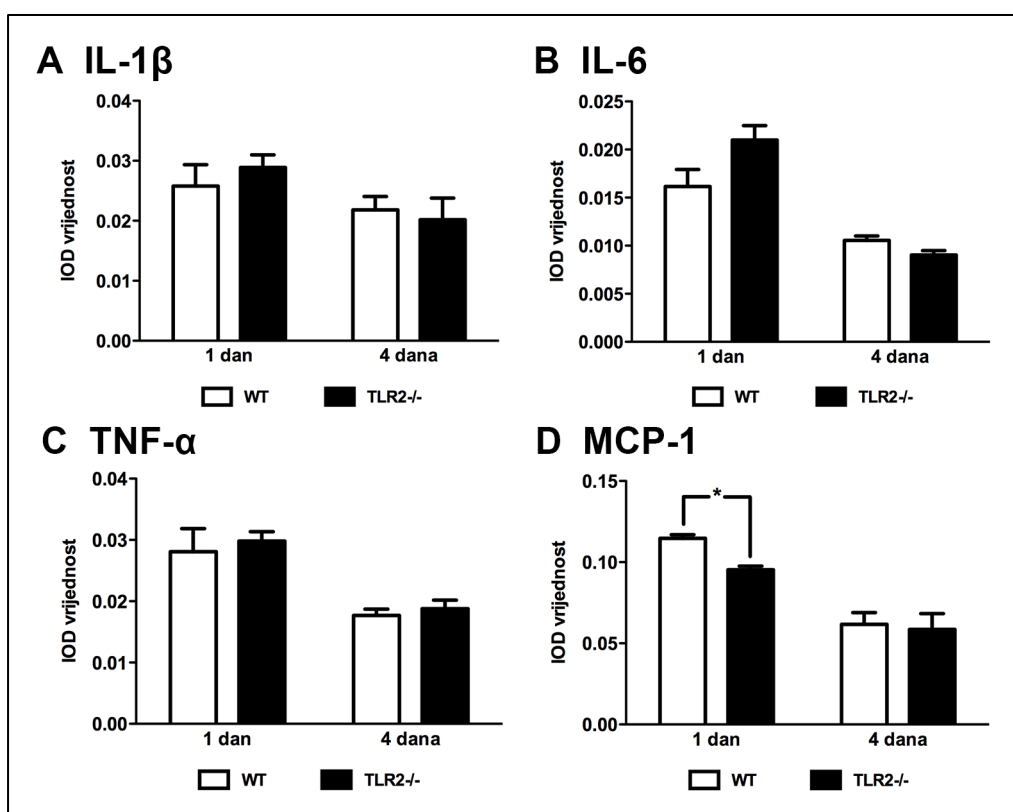 A IL-1β
0.04
0.03
0.02
0.01
0.00
IOD vrijednost
1 dan
4 dana
WT
TLR2-/-
B IL-6
0.025
0.020
0.015
0.010
0.005
0.000
IOD vrijednost
1 dan
4 dana
WT
TLR2-/-
C TNF-α
0.04
0.03
0.02
0.01
0.00
IOD vrijednost
1 dan
4 dana
WT
TLR2-/-
D MCP-1
0.15
0.10
0.05
0.00
IOD vrijednost
*
1 dan
4 dana
WT
TLR2-/-